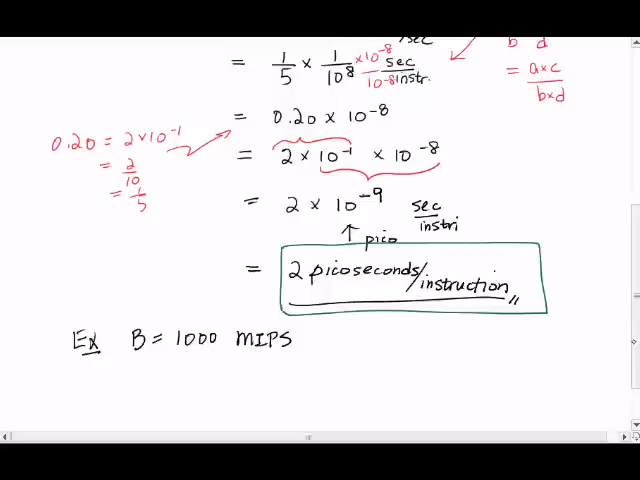 /sec
b d
= 1/5 × 1/10^8 ×10^-8/10^-8 sec/instr.
= a×c/b×d
= 0.20 × 10^-8
0.20 = 2×10^-1
= 2/10
= 1/5
= 2 × 10^-1 × 10^-8
= 2 × 10^-9 sec/instri
↑ pico
= 2 picoseconds/instruction
Ex B = 1000 MIPS